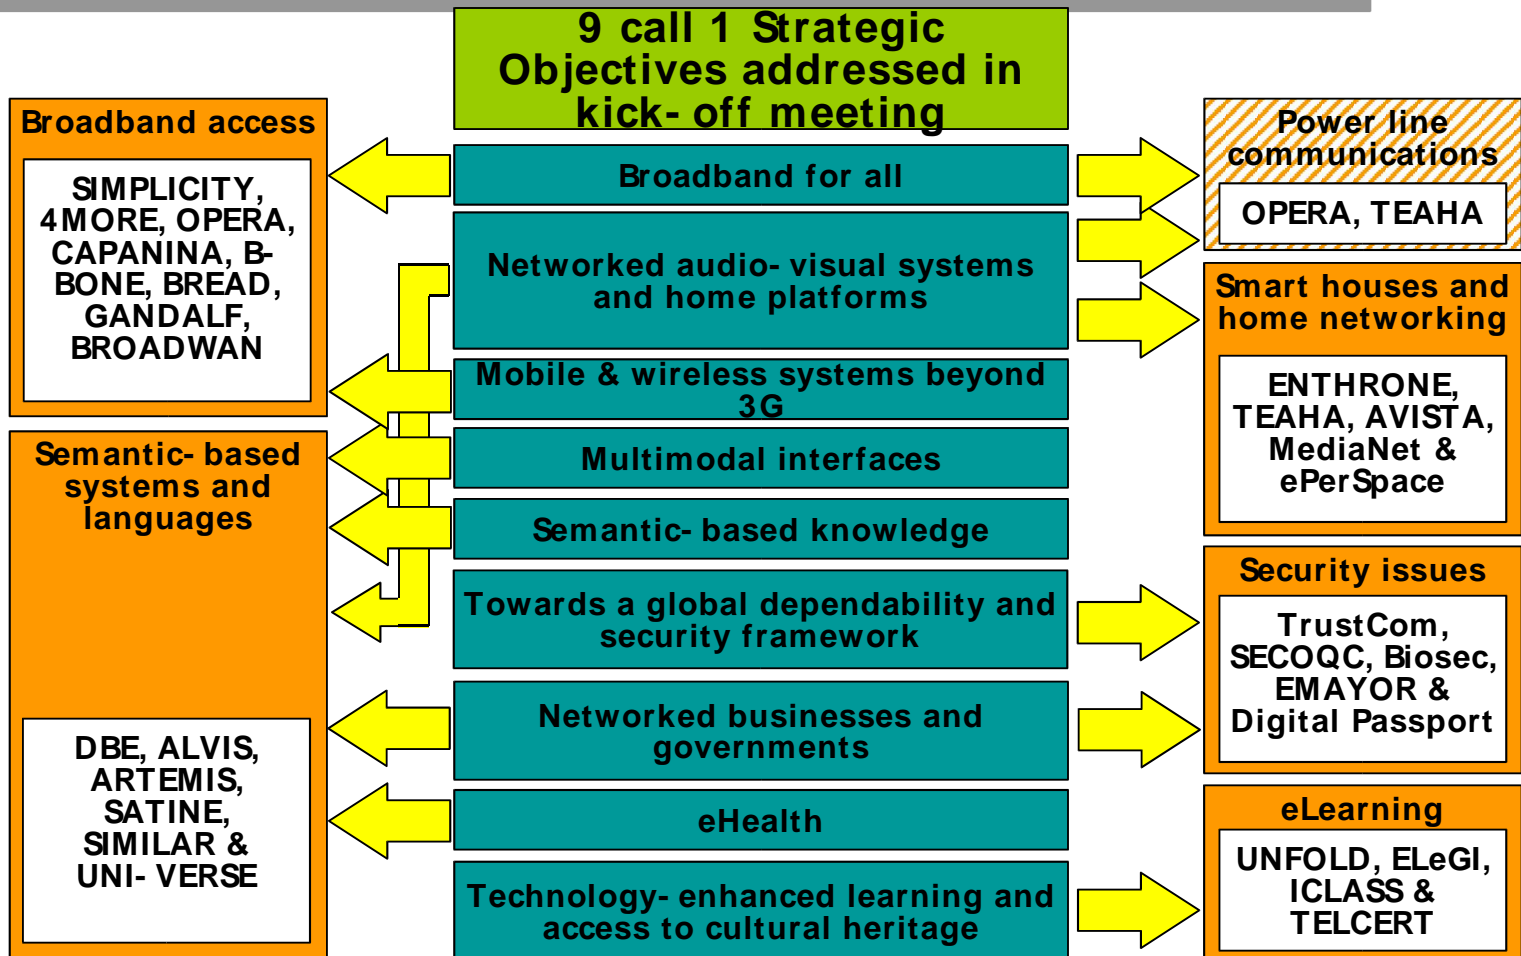 9 call 1 Strategic
Objectives addressed in
kick- off meeting
Broadband access
SIMPLICITY,
4MORE, OPERA,
CAPANINA, B-
BONE, BREAD,
GANDALF,
BROADWAN
Semantic- based
systems and
languages
DBE, ALVIS,
ARTEMIS,
SATINE,
SIMILAR &
UNI- VERSE
Broadband for all
Networked audio- visual systems
and home platforms
Mobile & wireless systems beyond
3G
Multimodal interfaces
Semantic- based knowledge
Towards a global dependability and
security framework
Networked businesses and
governments
eHealth
Technology- enhanced learning and
access to cultural heritage
Power line
communications
OPERA, TEAHA
Smart houses and
home networking
ENTHRONE,
TEAHA, AVISTA,
MediaNet &
ePerSpace
Security issues
TrustCom,
SECOQC, Biosec,
EMAYOR &
Digital Passport
eLearning
UNFOLD, ELeGI,
ICLASS &
TELCERT